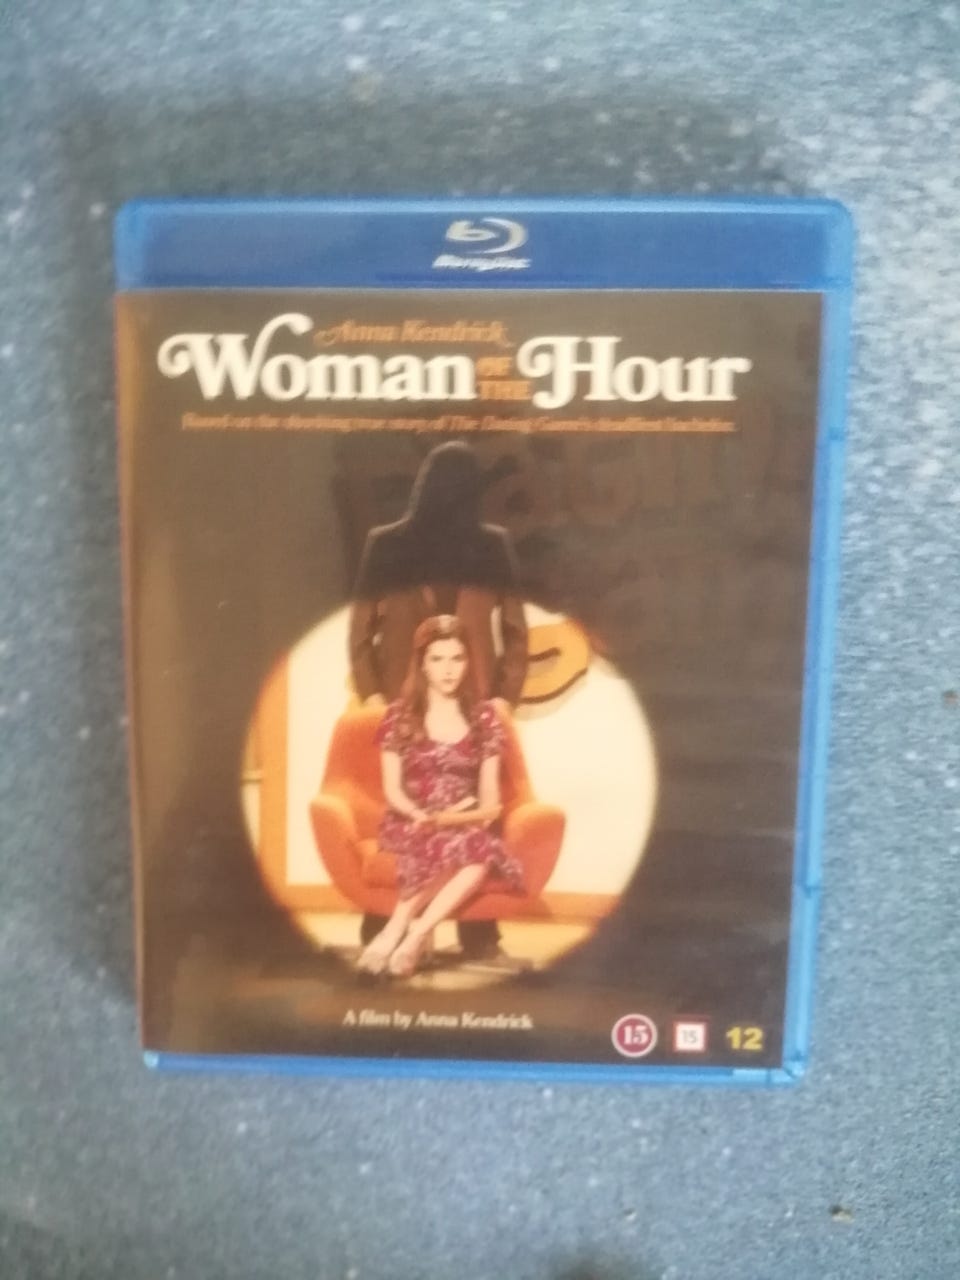 Blu-ray Disc
Anna Kendrick
Woman OF THE Hour
Based on the shocking true story of The Dating Game's deadliest bachelor.
A film by Anna Kendrick
15 15 12